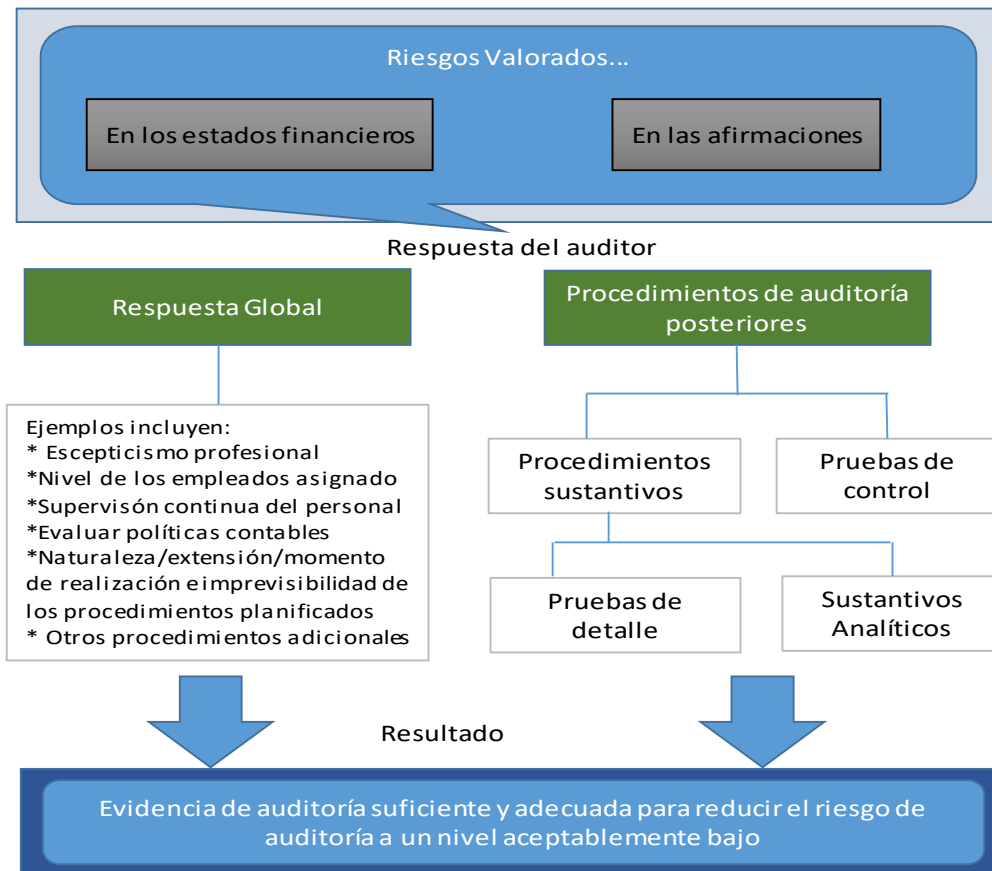 Riesgos Valorados...
En los estados financieros
En las afirmaciones
Respuesta del auditor
Respuesta Global
Procedimientos de auditoría
posteriores
Ejemplos incluyen:
* Escepticismo profesional
*Nivel de los empleados asignado
*Supervisón continua del personal
*Evaluar políticas contables
*Naturaleza/extensión/momento
de realización e imprevisibilidad de
los procedimientos planificados
* Otros procedimientos adicionales
Procedimientos
sustantivos
Pruebas de
control
Pruebas de
detalle
Sustantivos
Analíticos
Resultado
Evidencia de auditoría suficiente y adecuada para reducir el riesgo de
auditoría a un nivel aceptablemente bajo